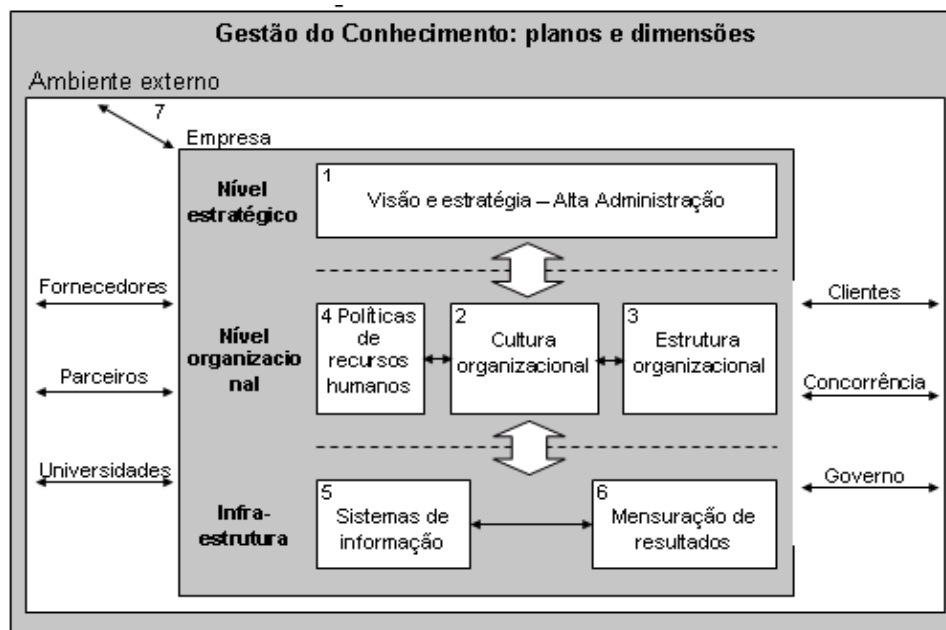 Gestão do Conhecimento: planos e dimensões
Ambiente externo
7
Empresa
Nível
estratégico
1
Visão e estratégia – Alta Administração
Fornecedores
Parceiros
Universidades
Nível
organizacio
nal
4 Políticas
de
recursos
humanos
2
Cultura
organizacional
3
Estrutura
organizacional
Clientes
Concorrência
Governo
Infra-
estrutura
5
Sistemas de
informação
6
Mensuração de
resultados